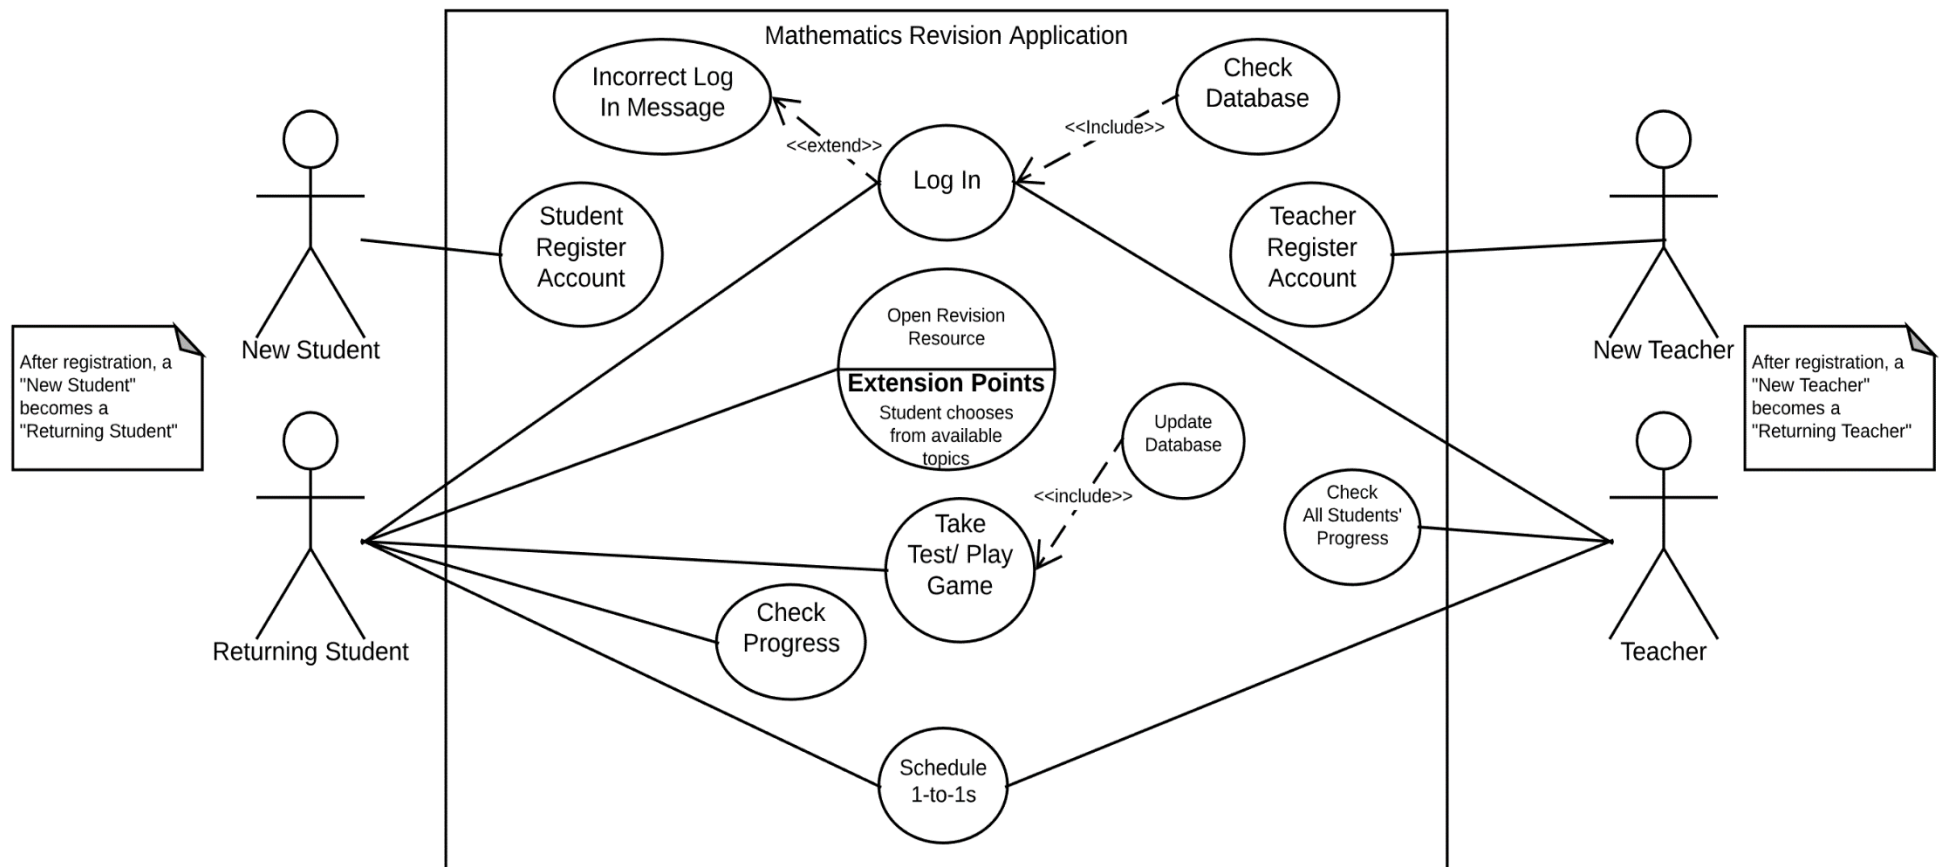 Mathematics Revision Application
Incorrect Log
In Message
Check
Database
<<extend>>
<<Include>>
Log In
Student
Register
Account
Teacher
Register
Account
New Student
New Teacher
After registration, a
"New Student"
becomes a
"Returning Student"
After registration, a
"New Teacher"
becomes a
"Returning Teacher"
Open Revision
Resource
Extension Points
Student chooses
from available
topics
Update
Database
<<include>>
Take
Test/ Play
Game
Check
All Students'
Progress
Check
Progress
Returning Student
Teacher
Schedule
1-to-1s